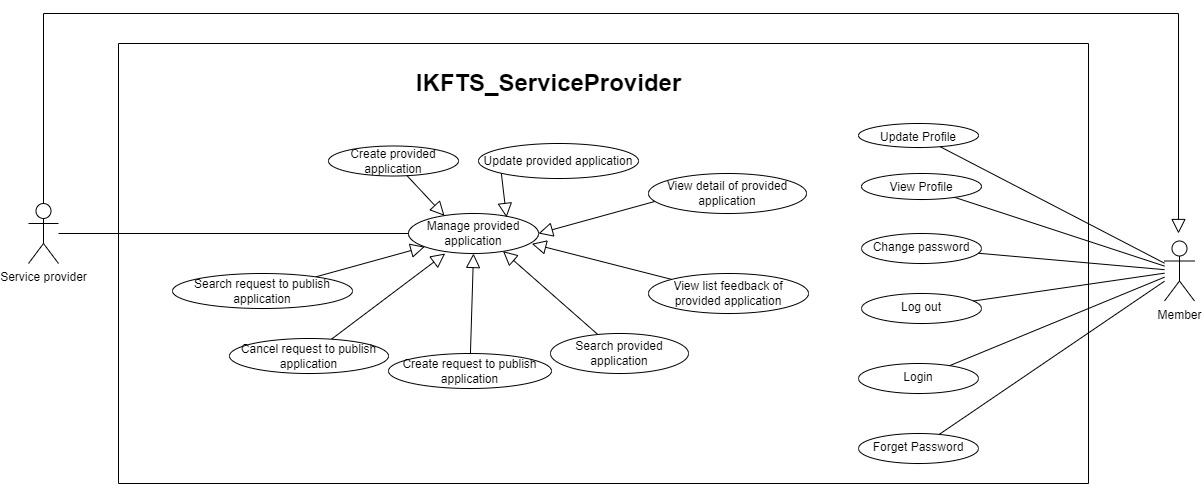 IKFTS_ServiceProvider
Create provided
application
Update provided application
View detail of provided
application
Manage provided
application
Search request to publish
application
View list feedback of
provided application
Cancel request to publish
application
Create request to publish
application
Search provided
application
Service provider
Update Profile
View Profile
Change password
Log out
Login
Forget Password
Member